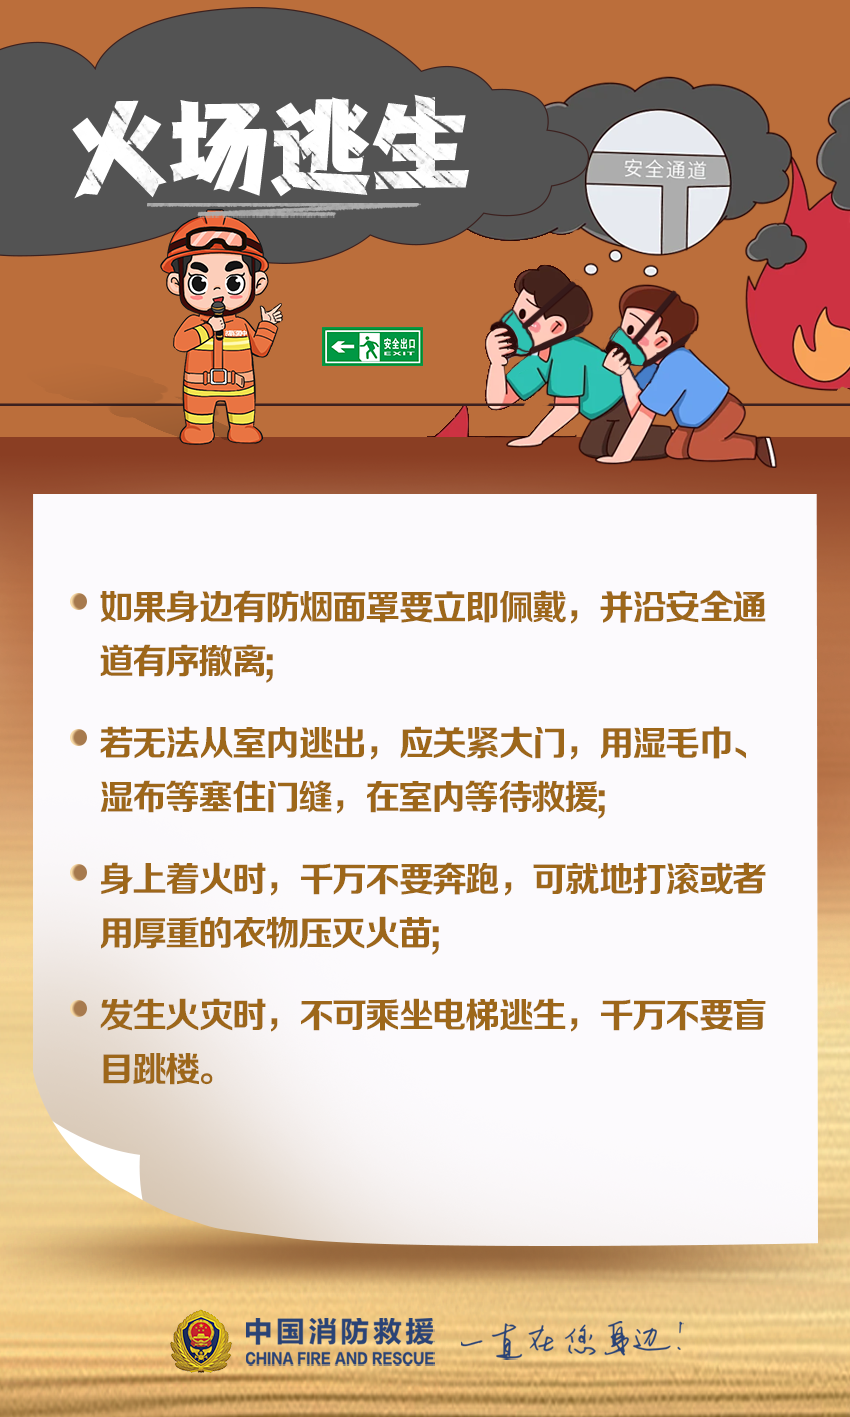 火场逃生
安全通道
安全出口
EXIT
如果身边有防烟面罩要立即佩戴，并沿安全通
道有序撤离；
若无法从室内逃出，应关紧大门，用湿毛巾、
湿布等塞住门缝，在室内等待救援；
身上着火时，千万不要奔跑，可就地打滚或者
用厚重的衣物压灭火苗；
发生火灾时，不可乘坐电梯逃生，千万不要盲
目跳楼。
中国消防救援
CHINA FIRE AND RESCUE
一直在您身边！